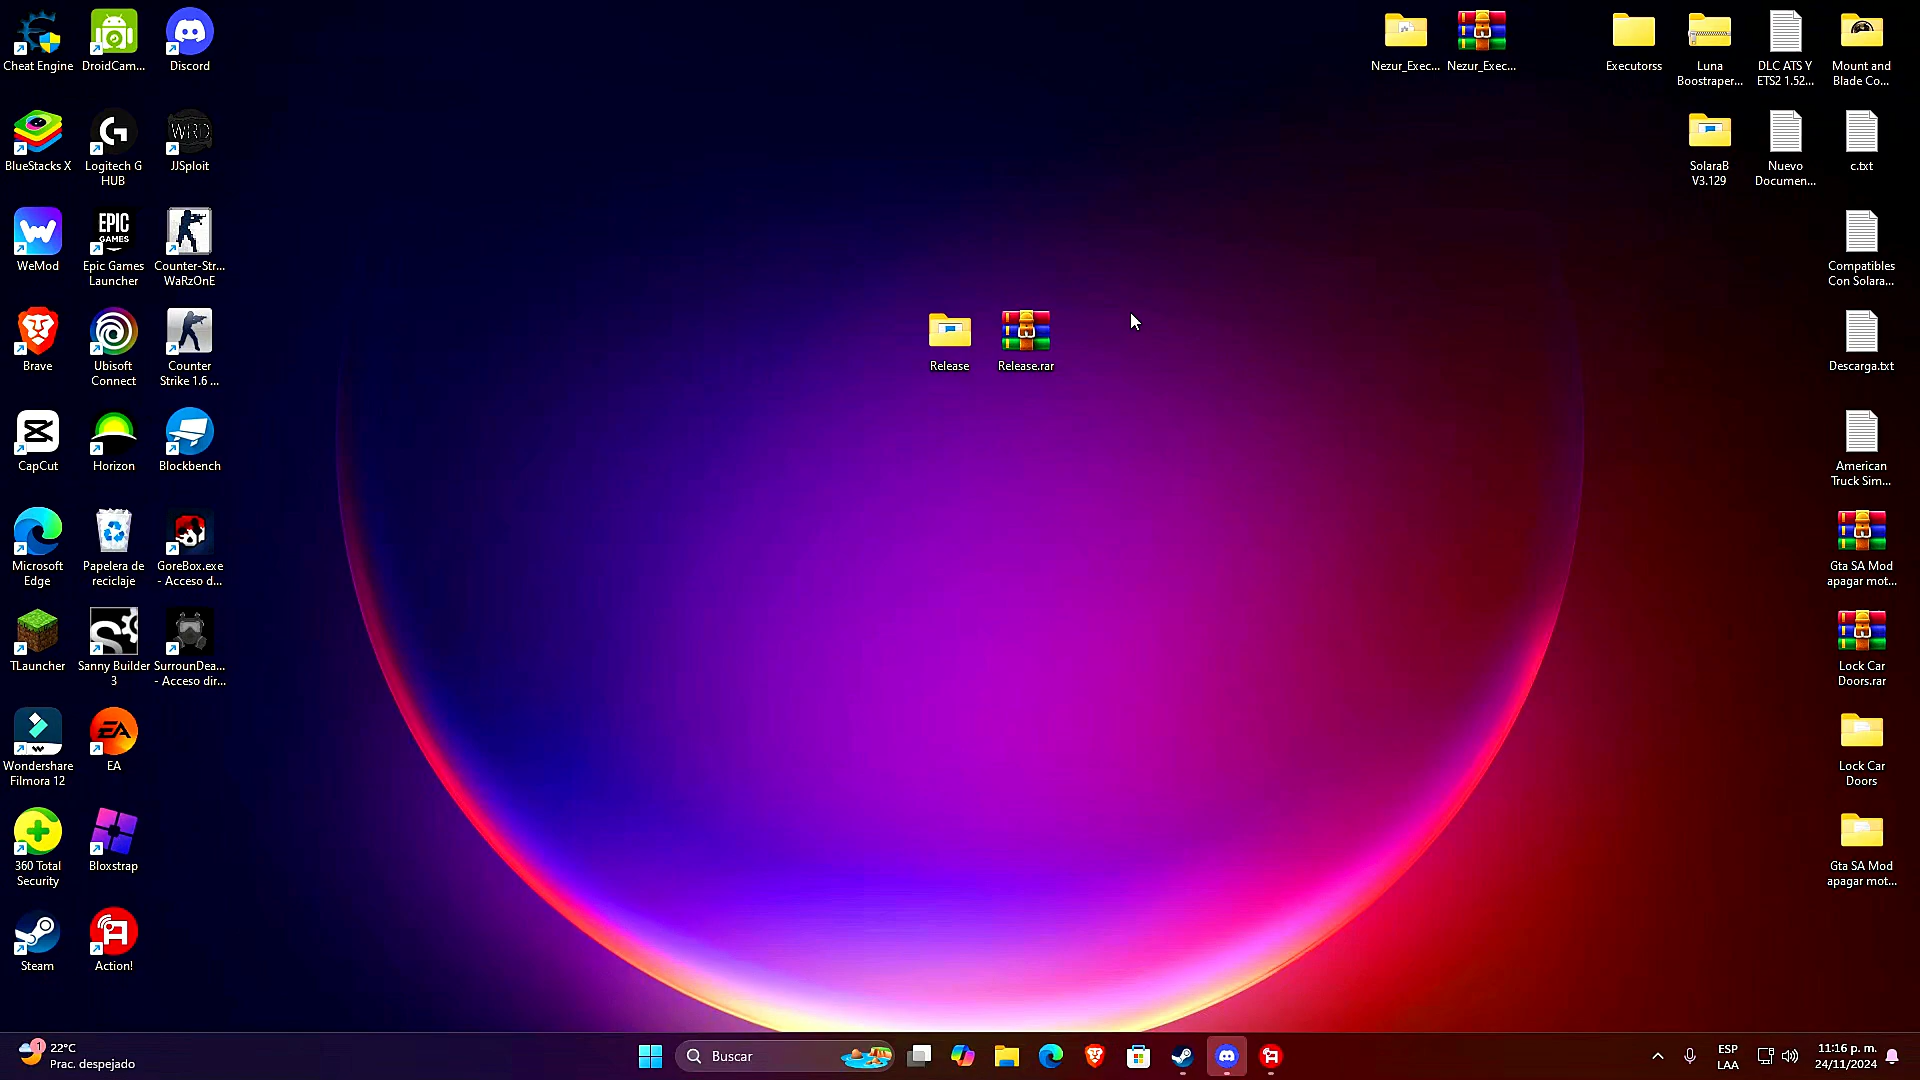 Cheat Engine
DroidCam...
Discord
Nezur_Exec...
Nezur_Exec...
Executorss
Luna
Boostraper...
DLC ATS Y
ETS2 1.52...
Mount and
Blade Co...
BlueStacks X
Logitech G
HUB
WRD
JJSploit
SolaraB
V3.129
Nuevo
Documen...
c.txt
WeMod
EPIC
GAMES
Epic Games
Launcher
Counter-Str...
WaRzOnE
Compatibles
Con Solara...
Brave
Ubisoft
Connect
Counter
Strike 1.6 ...
Release
Release.rar
Descarga.txt
CapCut
Horizon
Blockbench
American
Truck Sim...
Microsoft
Edge
Papelera de
reciclaje
GoreBox.exe
- Acceso d...
Gta SA Mod
apagar mot...
TLauncher
Sanny Builder
3
SurrounDea...
- Acceso dir...
Lock Car
Doors.rar
Wondershare
Filmora 12
EA
EA
Lock Car
Doors
360 Total
Security
Bloxstrap
Gta SA Mod
apagar mot...
Steam
Action!
1
22°C
Prac. despejado
Buscar
ESP
LAA
11:16 p. m.
24/11/2024